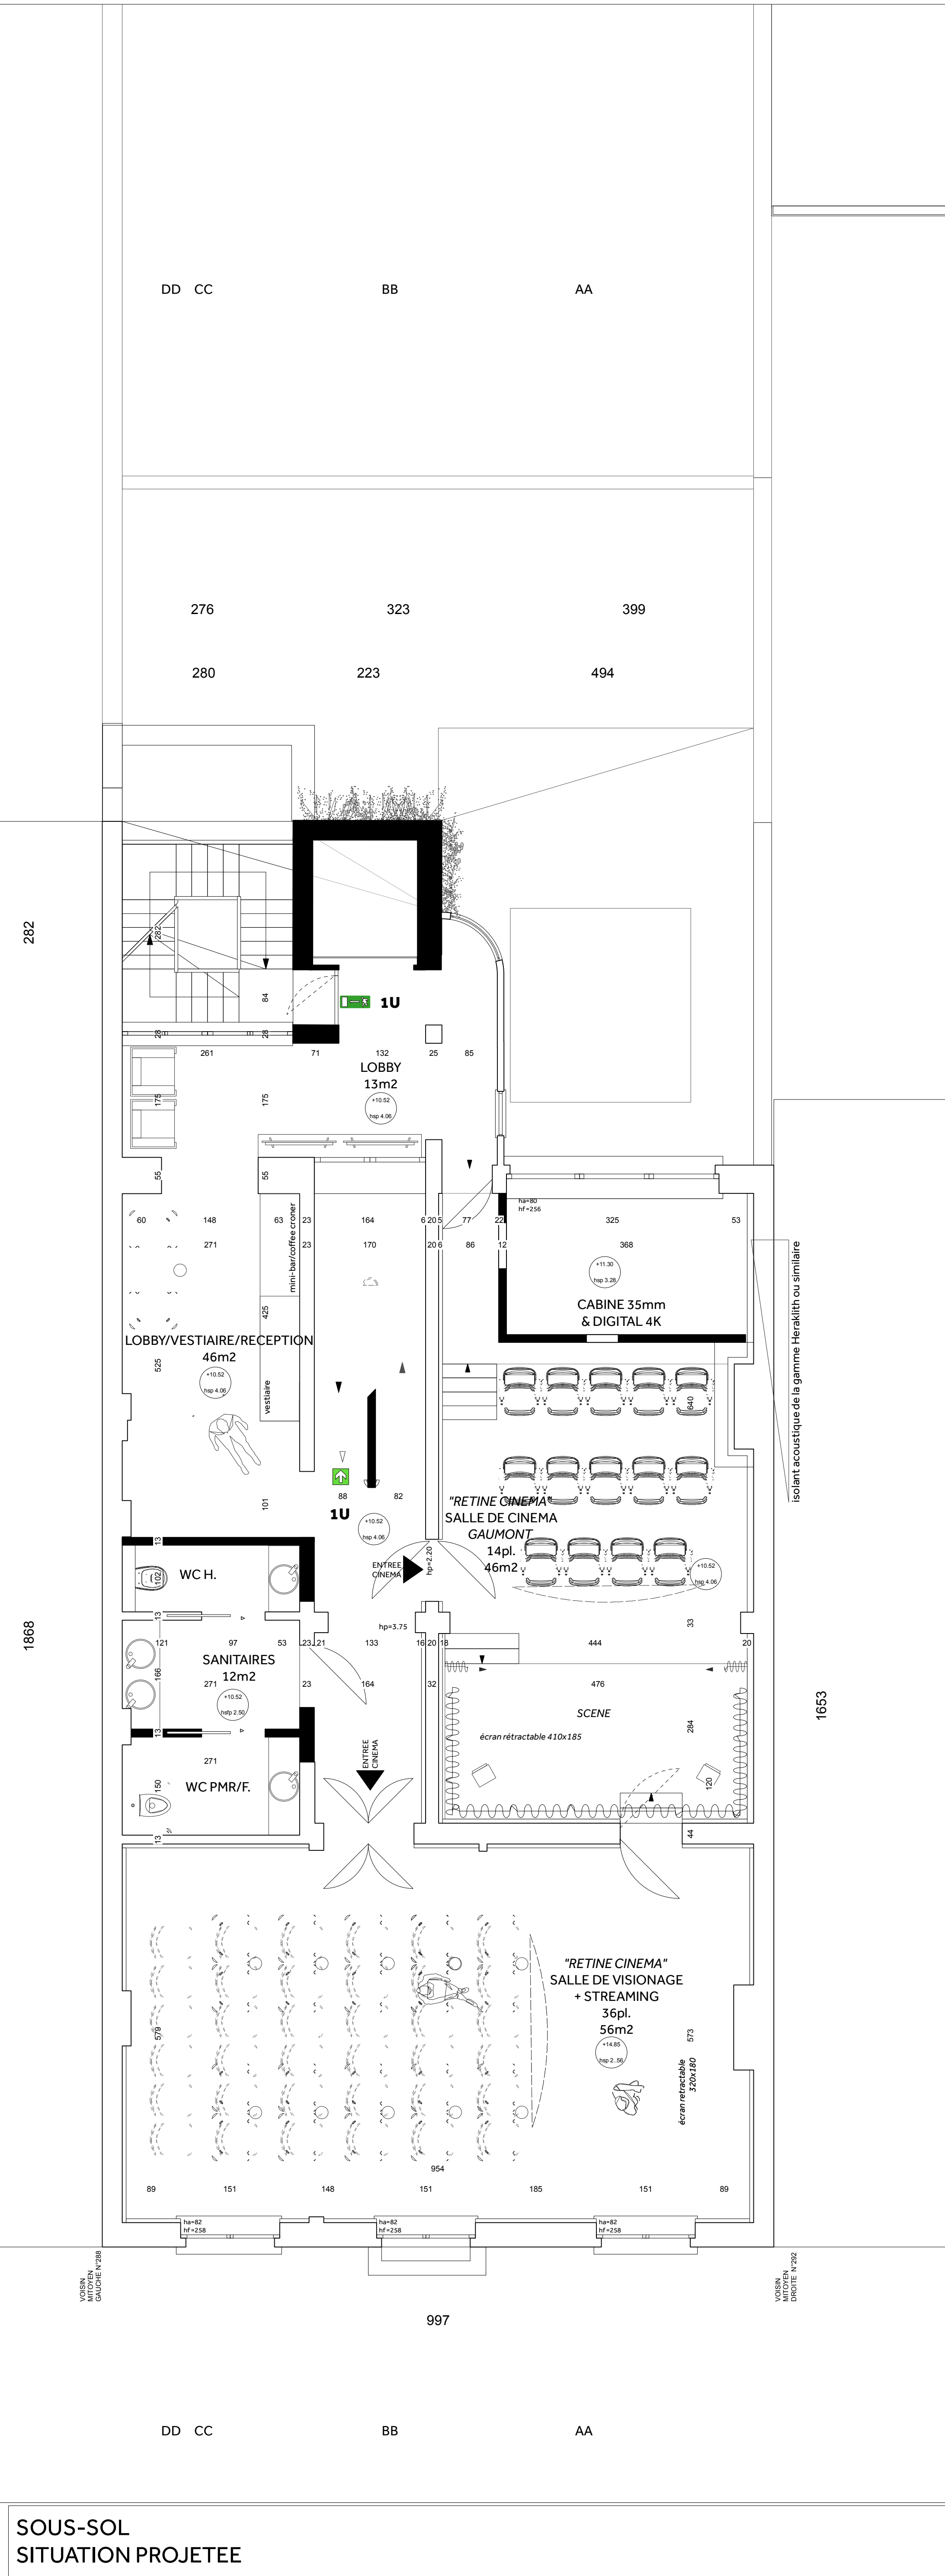 DD CC BB AA
276 323 399
280 223 494
282
282
84
28 28
1U
261 71 132 25 85
LOBBY
13m2
+10.52
hsp 4.06
175 175
55 55
ha=80
hf=256
60 148 63 23 164 6 20 5 77 22 325 53
271 23 170 20 6 86 12 368
mini-bar/coffee croner
+11.30
hsp 3.28
CABINE 35mm
& DIGITAL 4K
isolant acoustique de la gamme Heraklith ou similaire
425
LOBBY/VESTIAIRE/RECEPTION
46m2
525
+10.52
hsp 4.06
vestiaire
640
88 82
101
1U
+10.52
hsp 4.06
"RETINE CINEMA"
SALLE DE CINEMA
GAUMONT
14pl.
46m2
13
WC H.
102
ENTREE
CINEMA
hp=2.20
+10.52
hsp 4.06
13
hp=3.75
33
1868
121 97 53 23 21 133 16 20 18 444 20
SANITAIRES
12m2
166
271 23 164 32 476
+10.52
hsfp 2.50
SCENE
284
1653
13
écran rétractable 410x185
271
ENTREE
CINEMA
WC PMR/F.
150
120
13
44
"RETINE CINEMA"
SALLE DE VISIONAGE
+ STREAMING
36pl.
56m2
+14.85
hsp 2..56
579
573
écran retractable
320x180
954
89 151 148 151 185 151 89
ha=82
hf=258
ha=82
hf=258
ha=82
hf=258
VOISIN
MITOYEN
GAUCHE N°288
VOISIN
MITOYEN
DROITE N°292
997
DD CC BB AA
SOUS-SOL
SITUATION PROJETEE